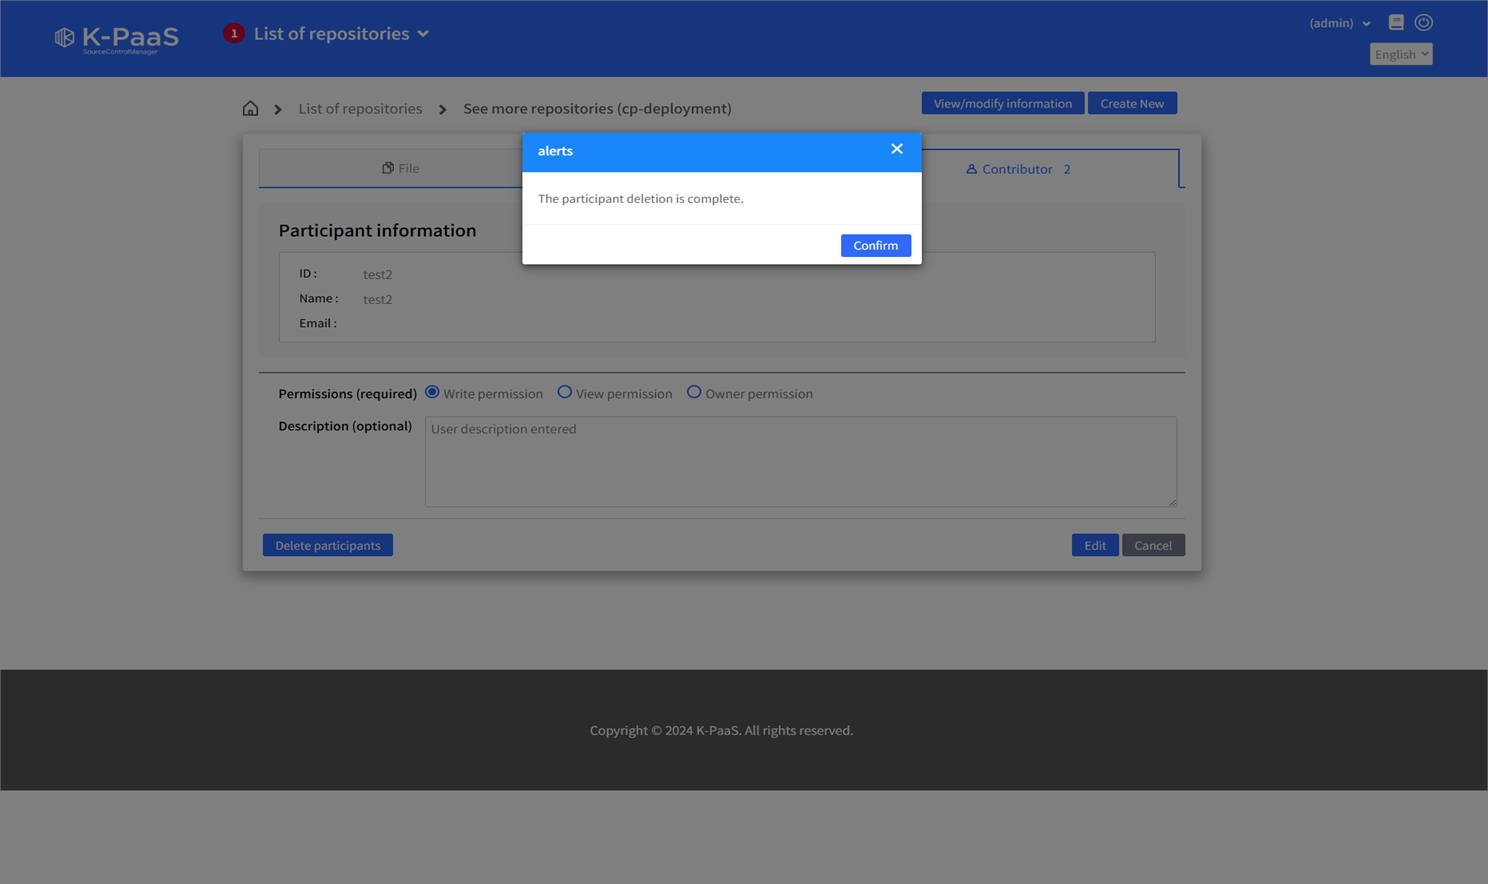 K-PaaS
SourceControlManager
1
List of repositories
(admin)
English
List of repositories
See more repositories (cp-deployment)
View/modify information
Create New
alerts
The participant deletion is complete.
Confirm
File
Contributor 2
Participant information
ID :
test2
Name :
test2
Email :
Permissions (required)
Write permission
View permission
Owner permission
Description (optional)
User description entered
Delete participants
Edit
Cancel
Copyright © 2024 K-PaaS. All rights reserved.